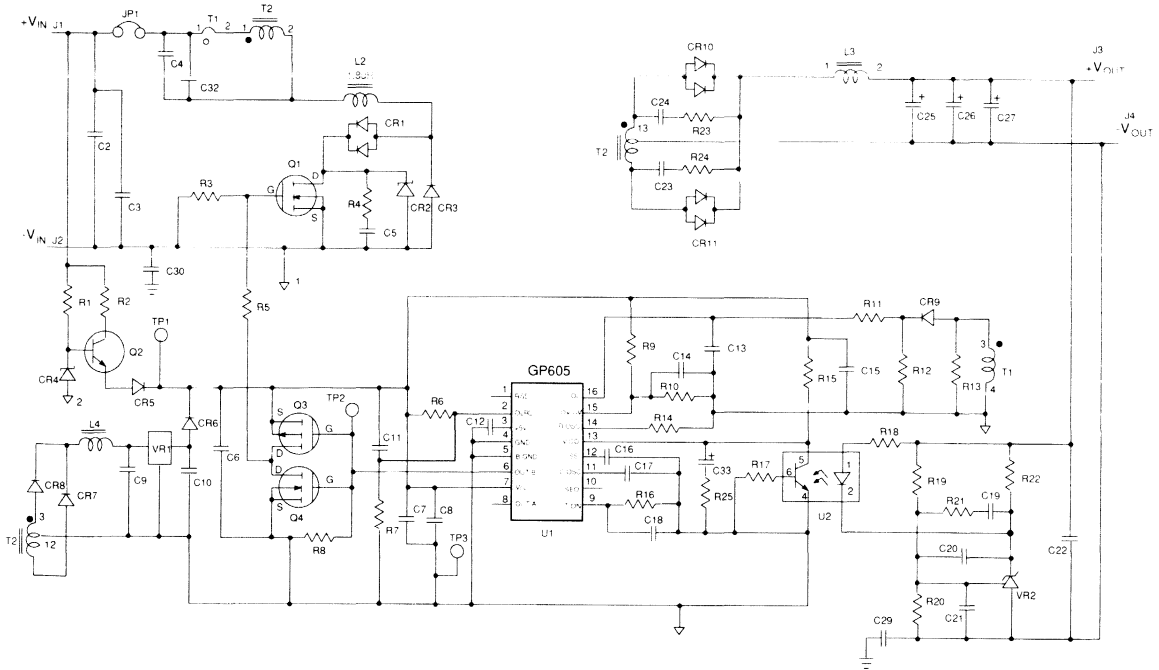 +VIN J1
JP1
T1
1 2
T2
1 2
C4
C32
L2
1.8UH
CR1
C2
C3
Q1
D
G
S
R3
R4
C5
CR2
CR3
-VIN J2
C30
1
CR10
L3
1 2
J3
+VOUT
C24
R23
13
T2
C25
+
C26
+
C27
+
J4
-VOUT
R24
C23
CR11
R1
R2
TP1
Q2
CR4
2
CR5
R5
R9
C14
R10
C13
R14
R11
CR9
R15
C15
R12
R13
3
T1
4
GP605
1
2
3
4
5
6
7
8
16
15
14
13
12
11
10
9
GND
U1
L4
VR1
CR6
C6
Q3
S
G
D
TP2
Q4
D
G
S
R6
C11
C12
CR8
CR7
C9
C10
3
T2
12
R8
R7
C7
C8
TP3
C16
C17
R16
C18
+
C33
R25
R17
5
6
4
1
2
U2
R18
R19
R21
C19
R22
C20
VR2
R20
C21
C22
C29